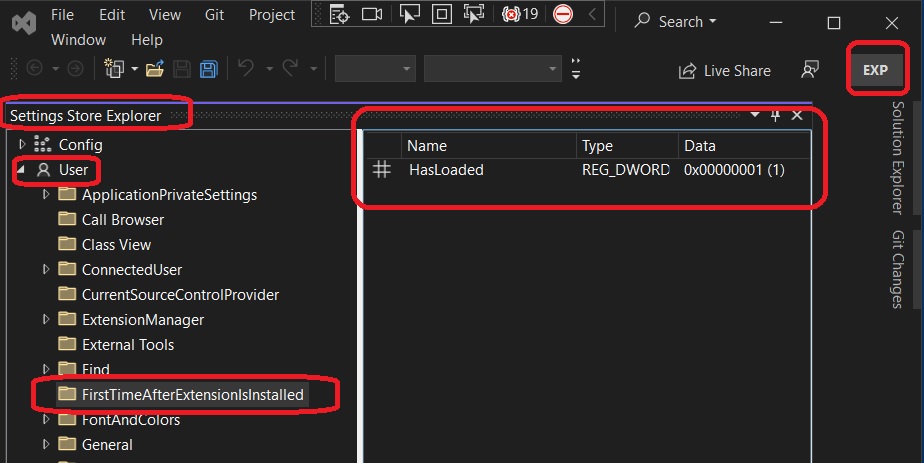 File Edit View Git Project
Window Help
19
Search
Live Share
EXP
Settings Store Explorer
Config
User
ApplicationPrivateSettings
Call Browser
Class View
ConnectedUser
CurrentSourceControlProvider
ExtensionManager
External Tools
Find
FirstTimeAfterExtensionIsInstalled
FontAndColors
General
Name Type Data
HasLoaded REG_DWORD 0x00000001 (1)
Solution Explorer
Git Changes